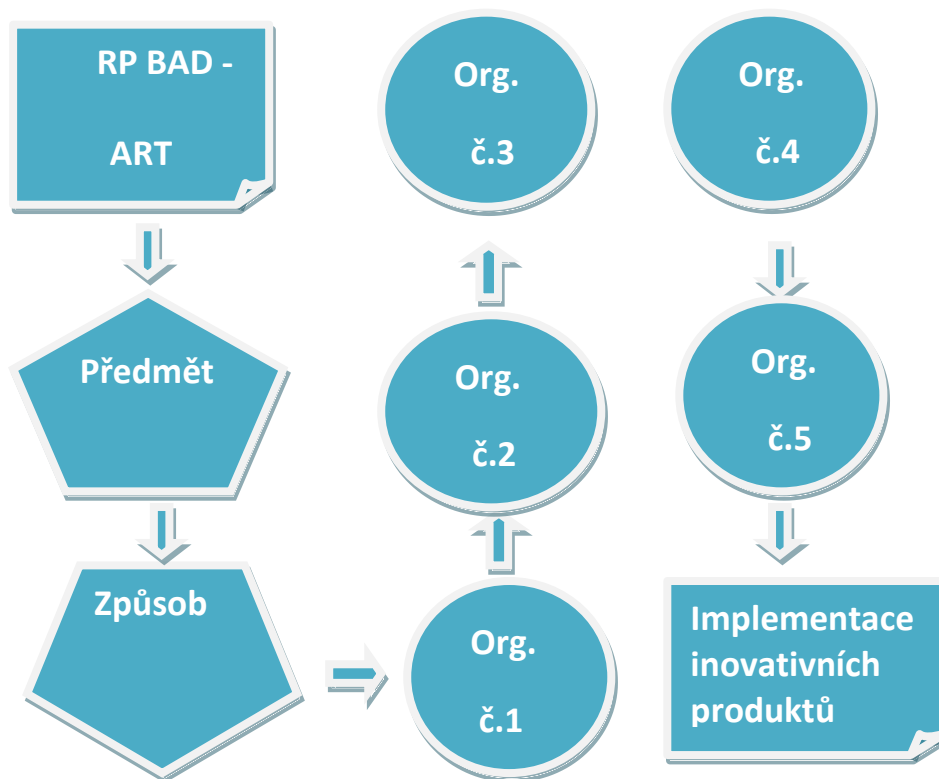 RP BAD -
ART
Předmět
Způsob
Org.
č.1
Org.
č.2
Org.
č.3
Org.
č.4
Org.
č.5
Implementace
inovativních
produktů